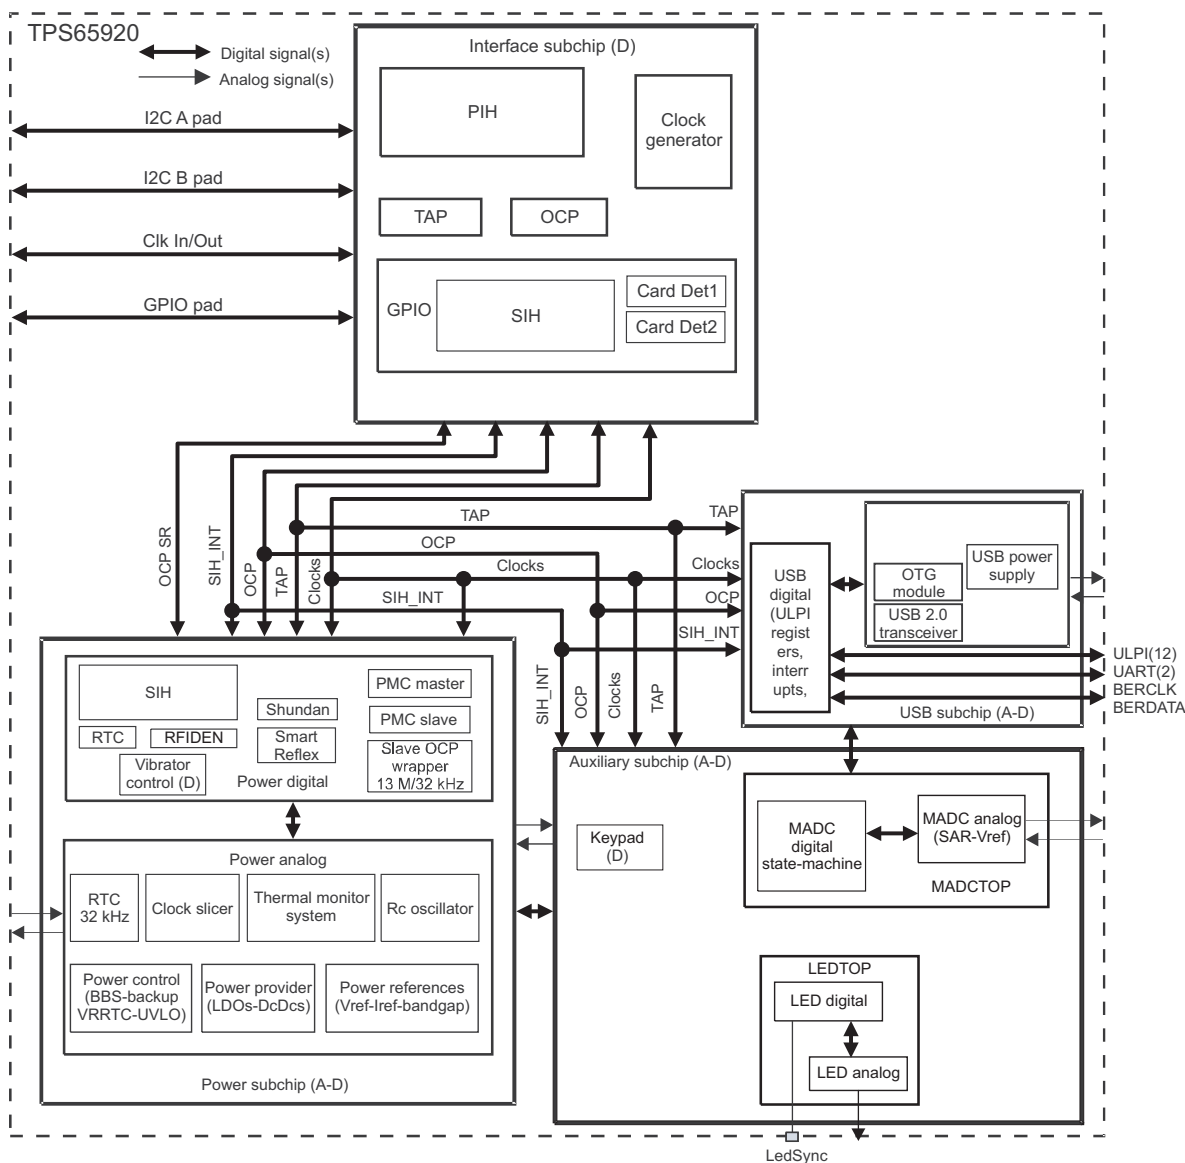 TPS65920
Digital signal(s)
Analog signal(s)
Interface subchip (D)
PIH
Clock
generator
TAP
OCP
GPIO
SIH
Card Det1
Card Det2
I2C A pad
I2C B pad
Clk In/Out
GPIO pad
OCP SR
SIH_INT
OCP
TAP
Clocks
TAP
OCP
Clocks
SIH_INT
TAP
Clocks
OCP
SIH_INT
SIH_INT
OCP
Clocks
TAP
USB
digital
(ULPI
regist
ers,
interr
upts,
OTG
module
USB 2.0
transceiver
USB power
supply
USB subchip (A-D)
ULPI(12)
UART(2)
BERCLK
BERDATA
SIH
RTC
RFIDEN
Vibrator
control (D)
Shundan
Smart
Reflex
PMC master
PMC slave
Slave OCP
wrapper
13 M/32 kHz
Power digital
Power analog
RTC
32 kHz
Clock slicer
Thermal monitor
system
Rc oscillator
Power control
(BBS-backup
VRRTC-UVLO)
Power provider
(LDOs-DcDcs)
Power references
(Vref-Iref-bandgap)
Power subchip (A-D)
Auxiliary subchip (A-D)
Keypad
(D)
MADC
digital
state-machine
MADC analog
(SAR-Vref)
MADCTOP
LEDTOP
LED digital
LED analog
LedSync